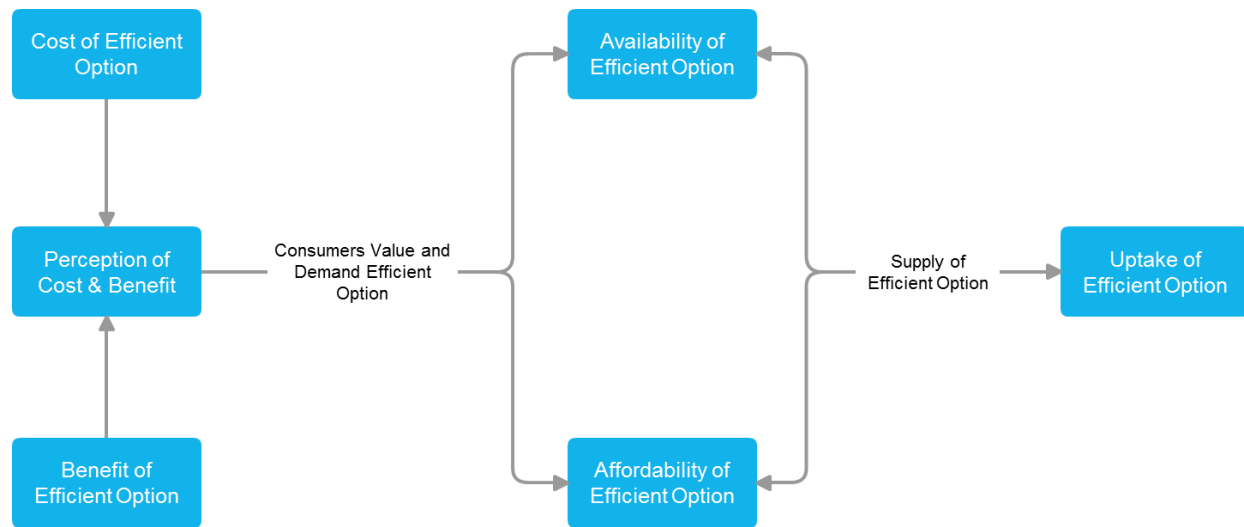 Cost of Efficient
Option
Availability of
Efficient Option
Perception of
Cost & Benefit
Consumers Value and
Demand Efficient
Option
Supply of
Efficient Option
Uptake of
Efficient Option
Benefit of
Efficient Option
Affordability of
Efficient Option